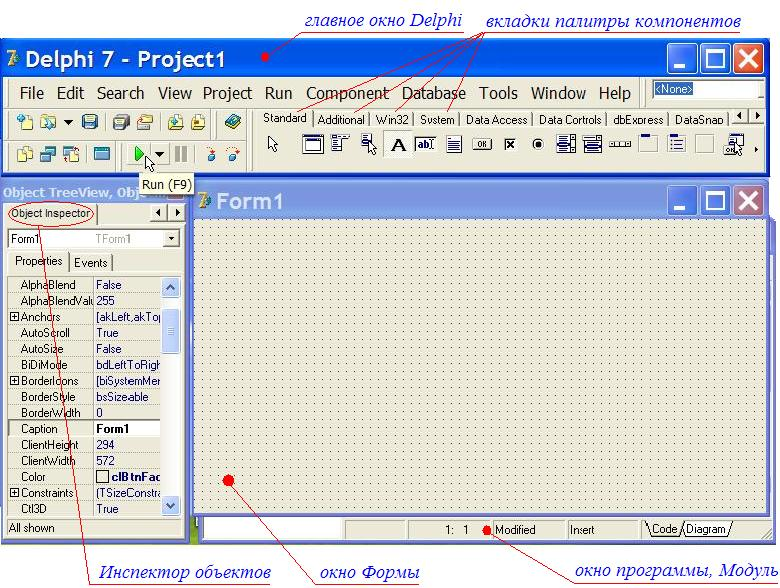 главное окно Delphi
вкладки палитры компонентов
Delphi 7 - Project1
File Edit Search View Project Run Component Database Tools Window Help
<None>
Standard Additional Win32 System Data Access Data Controls dbExpress DataSnap
Run (F9)
Object TreeView,
Object Inspector
Form1 TForm1
Properties Events
AlphaBlend False
AlphaBlendValu 255
Anchors [akLeft,akTop
AutoScroll True
AutoSize False
BiDiMode bdLeftToRigh
BorderIcons [biSystemMer
BorderStyle bsSizeable
BorderWidth 0
Caption Form1
ClientHeight 294
ClientWidth 572
Color clBtnFac
Constraints (TSizeConstra
Ctl3D True
All shown
Form1
1: 1 Modified Insert Code Diagram
Инспектор объектов
окно Формы
окно программы, Модуль